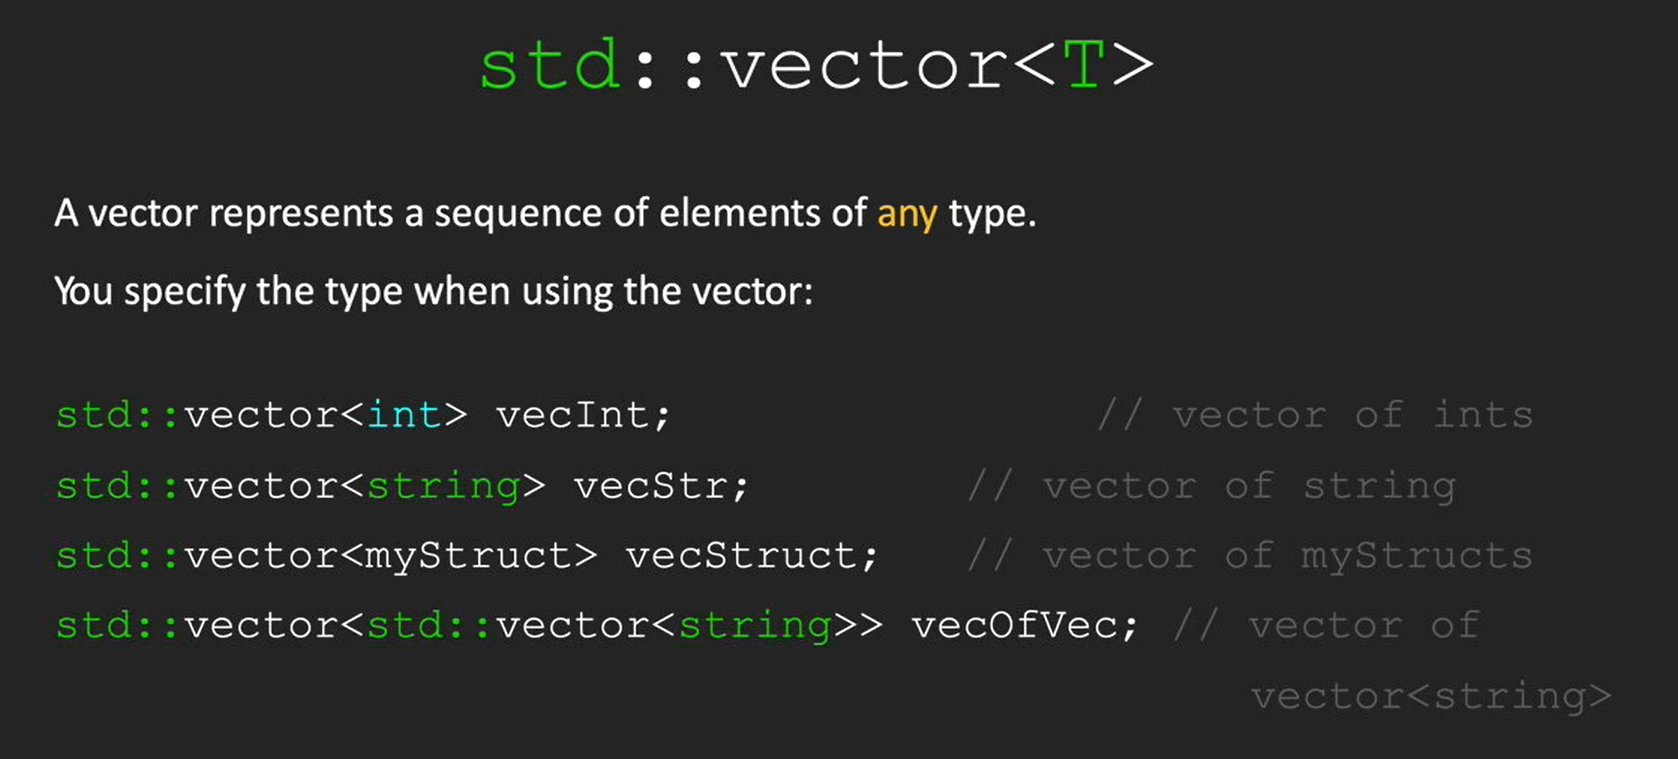 std::vector<T>
A vector represents a sequence of elements of any type.
You specify the type when using the vector:
std::vector<int> vecInt; // vector of ints
std::vector<string> vecStr; // vector of string
std::vector<myStruct> vecStruct; // vector of myStructs
std::vector<std::vector<string>> vecOfVec; // vector of
vector<string>